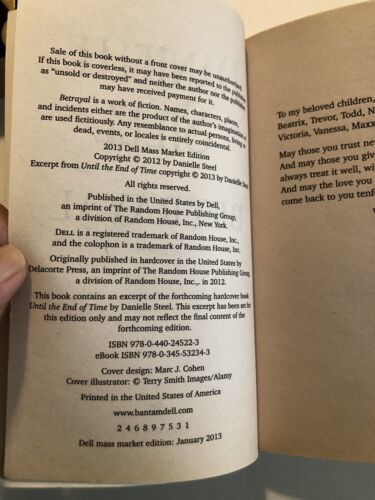 Sale of this book without a front cover may be unauthorized.
If this book is coverless, it may have been reported to the publisher
as "unsold or destroyed" and neither the author nor the publisher
may have received payment for it.
Betrayal is a work of fiction. Names, characters, places,
and incidents either are the product of the author's imagination or
are used fictitiously. Any resemblance to actual persons, living or
dead, events, or locales is entirely coincidental.
2013 Dell Mass Market Edition
Copyright © 2012 by Danielle Steel
Excerpt from Until the End of Time copyright © 2013 by Danielle Steel
All rights reserved.
Published in the United States by Dell,
an imprint of The Random House Publishing Group,
a division of Random House, Inc., New York.
DELL is a registered trademark of Random House, Inc.,
and the colophon is a trademark of Random House, Inc.
Originally published in hardcover in the United States by
Delacorte Press, an imprint of The Random House Publishing Group
a division of Random House, Inc.,. in 2012.
This book contains an excerpt of the forthcoming hardcover book
Until the End of Time by Danielle Steel. This excerpt has been set for
this edition only and may not reflect the final content of the
forthcoming edition.
ISBN 978-0-440-24522-3
eBook ISBN 978-0-345-53234-3
Cover design: Marc J. Cohen
Cover illustrator: © Terry Smith Images/Alamy
Printed in the United States of America
www.bantamdell.com
2 4 6 8 9 7 5 3 1
Dell mass market edition: January 2013
To my beloved children,
Beatrix, Trevor, Todd, N
Victoria, Vanessa, Maxx
May those you trust ne
And may those you giv
always treat it well, wi
And may the love you
come back to you tenf